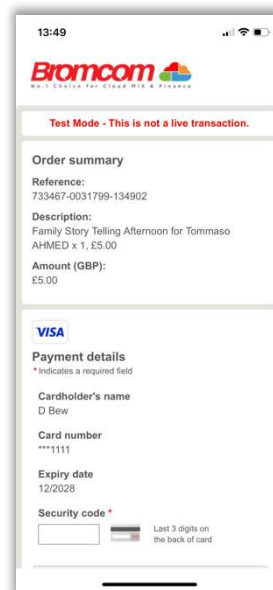 13:49
Bromcom
No.1 Choice for Cloud MIS & Finance
Test Mode - This is not a live transaction.
Order summary
Reference:
733467-0031799-134902
Description:
Family Story Telling Afternoon for Tommaso
AHMED x 1, £5.00
Amount (GBP):
£5.00
VISA
Payment details
* Indicates a required field
Cardholder's name
D Bew
Card number
***1111
Expiry date
12/2028
Security code *
Last 3 digits on
the back of card